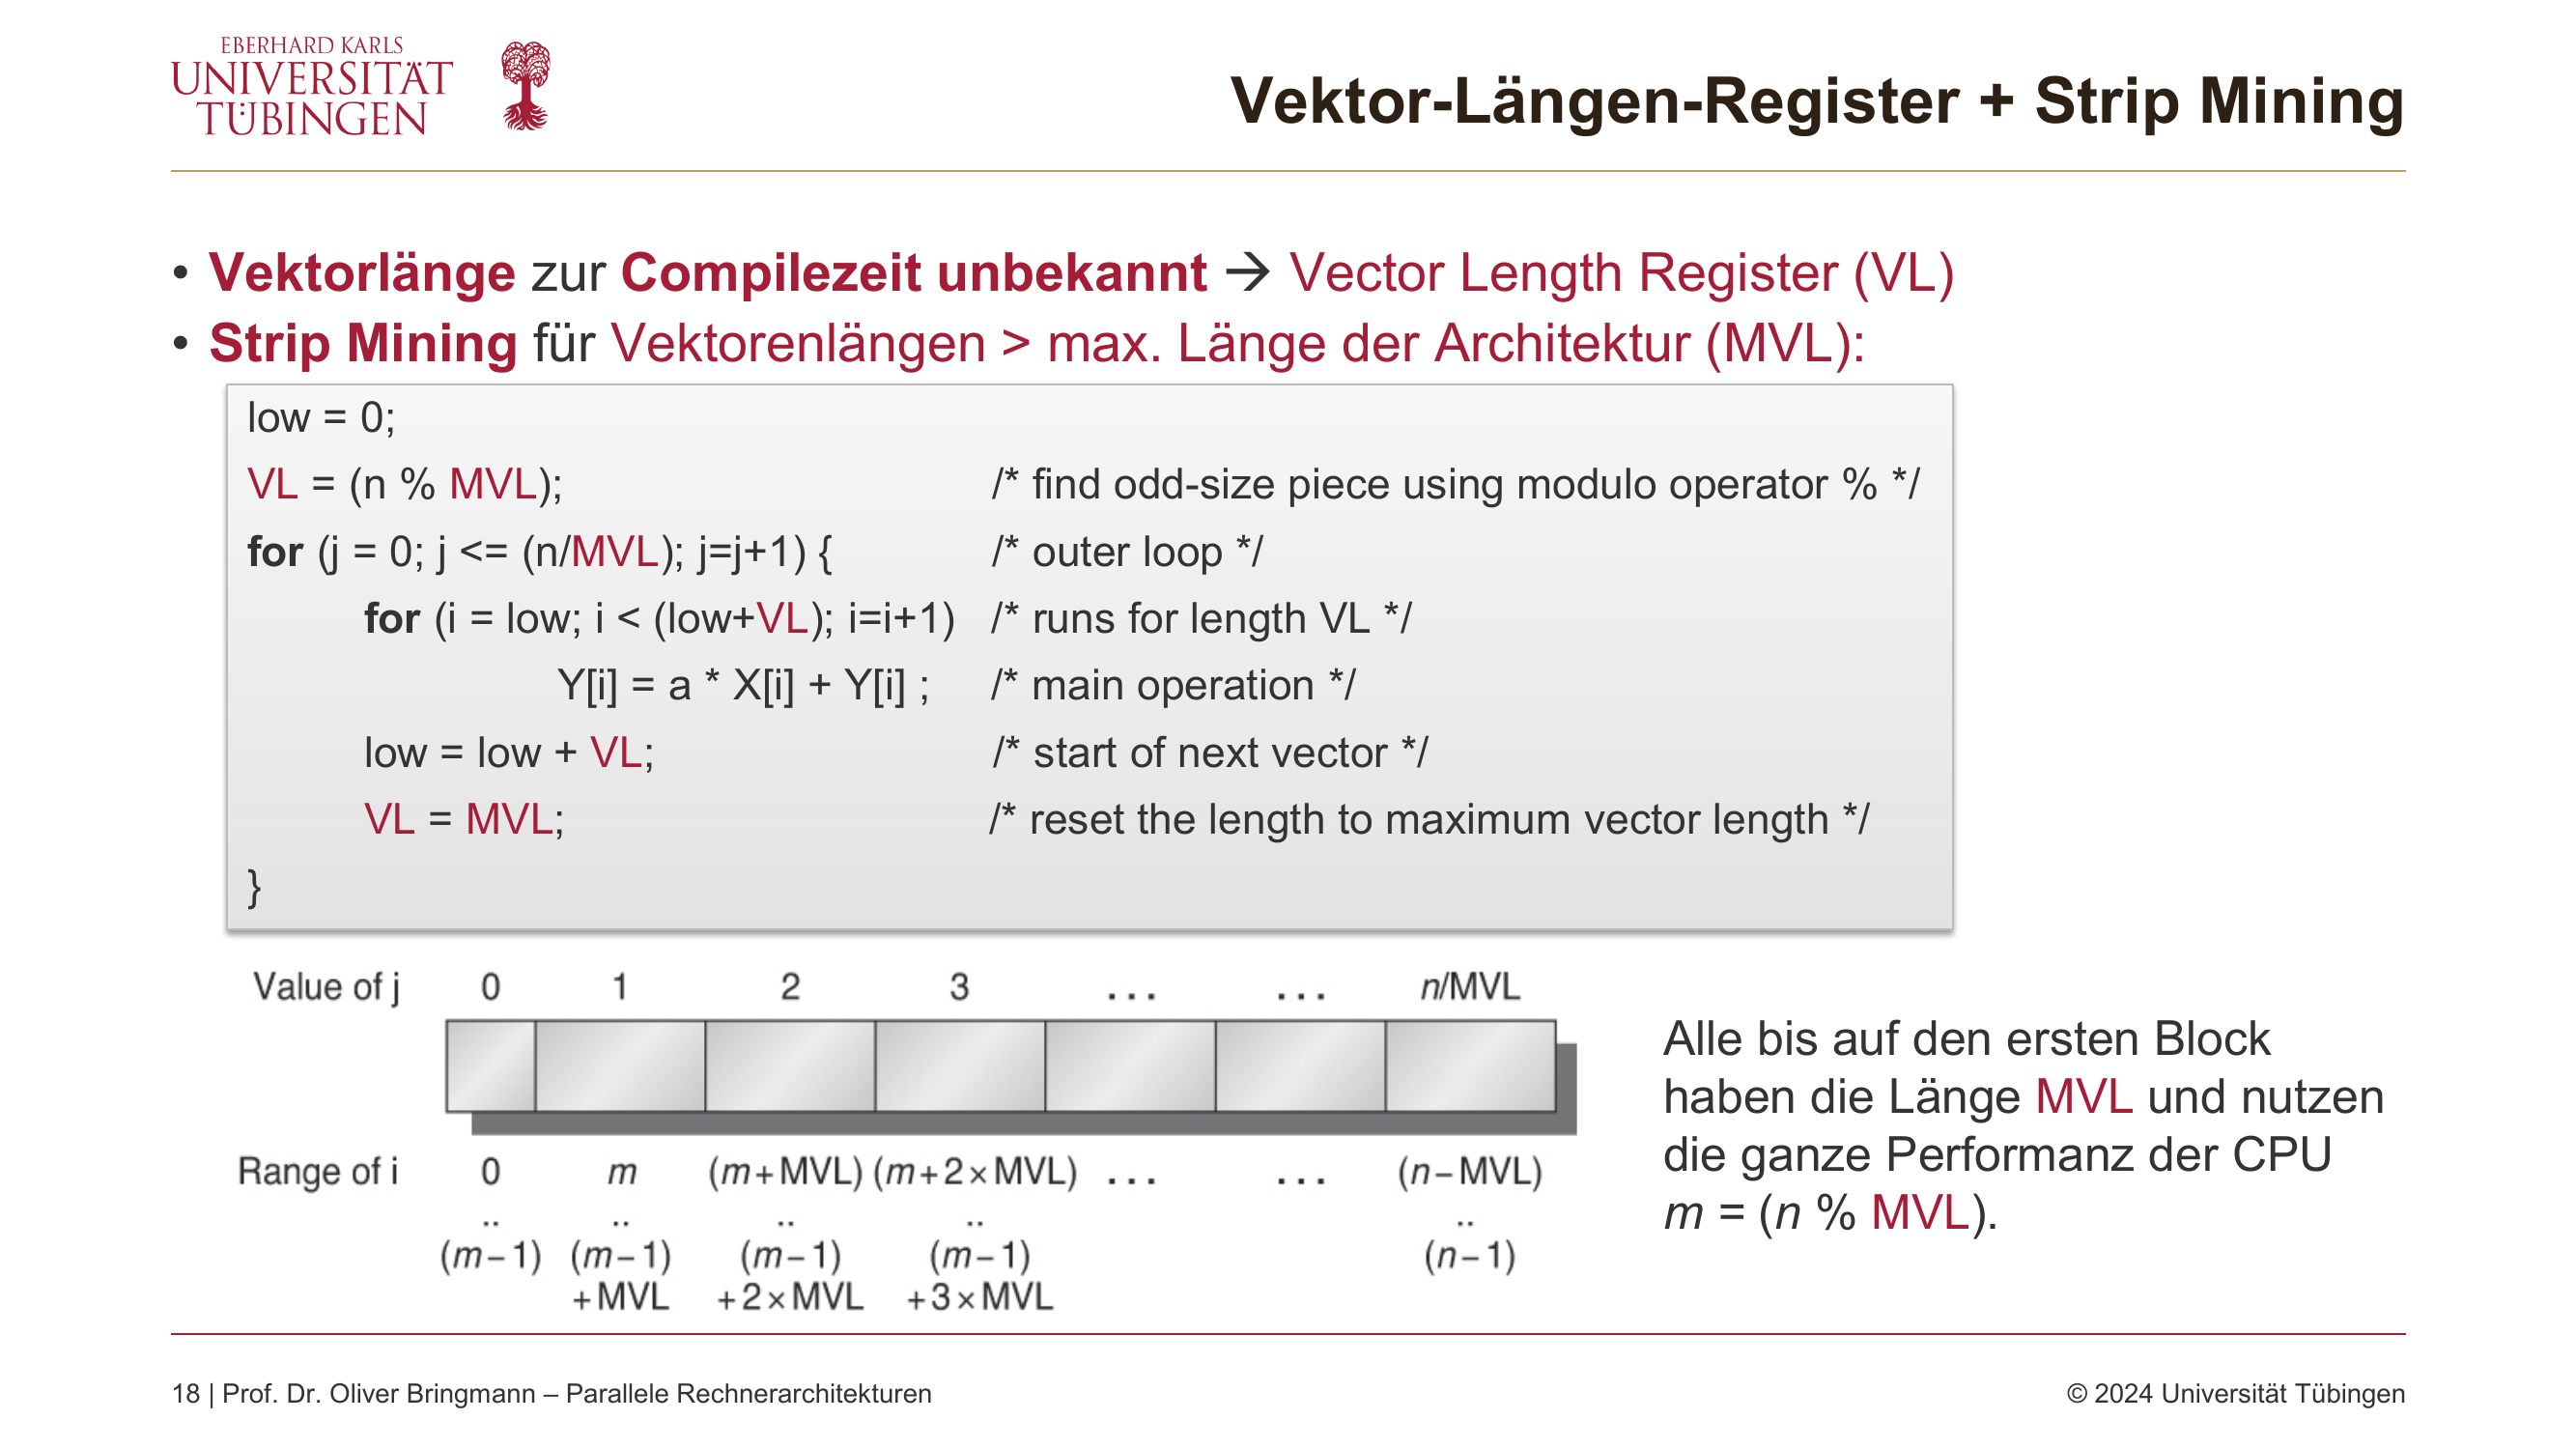 EBERHARD KARLS
UNIVERSITÄT
TÜBINGEN
Vektor-Längen-Register + Strip Mining
• Vektorlänge zur Compilezeit unbekannt → Vector Length Register (VL)
• Strip Mining für Vektorenlängen > max. Länge der Architektur (MVL):
low = 0;
VL = (n % MVL); /* find odd-size piece using modulo operator % */
for (j = 0; j <= (n/MVL); j=j+1) { /* outer loop */
for (i = low; i < (low+VL); i=i+1) /* runs for length VL */
Y[i] = a * X[i] + Y[i] ; /* main operation */
low = low + VL; /* start of next vector */
VL = MVL; /* reset the length to maximum vector length */
}
Value of j 0 1 2 3 ... ... n/MVL
Range of i 0 m (m+MVL) (m+2×MVL) ... ... (n−MVL)
.. .. .. .. ..
(m−1) (m−1) (m−1) (m−1) (n−1)
+MVL +2×MVL +3×MVL
Alle bis auf den ersten Block
haben die Länge MVL und nutzen
die ganze Performanz der CPU
m = (n % MVL).
18 | Prof. Dr. Oliver Bringmann – Parallele Rechnerarchitekturen
© 2024 Universität Tübingen